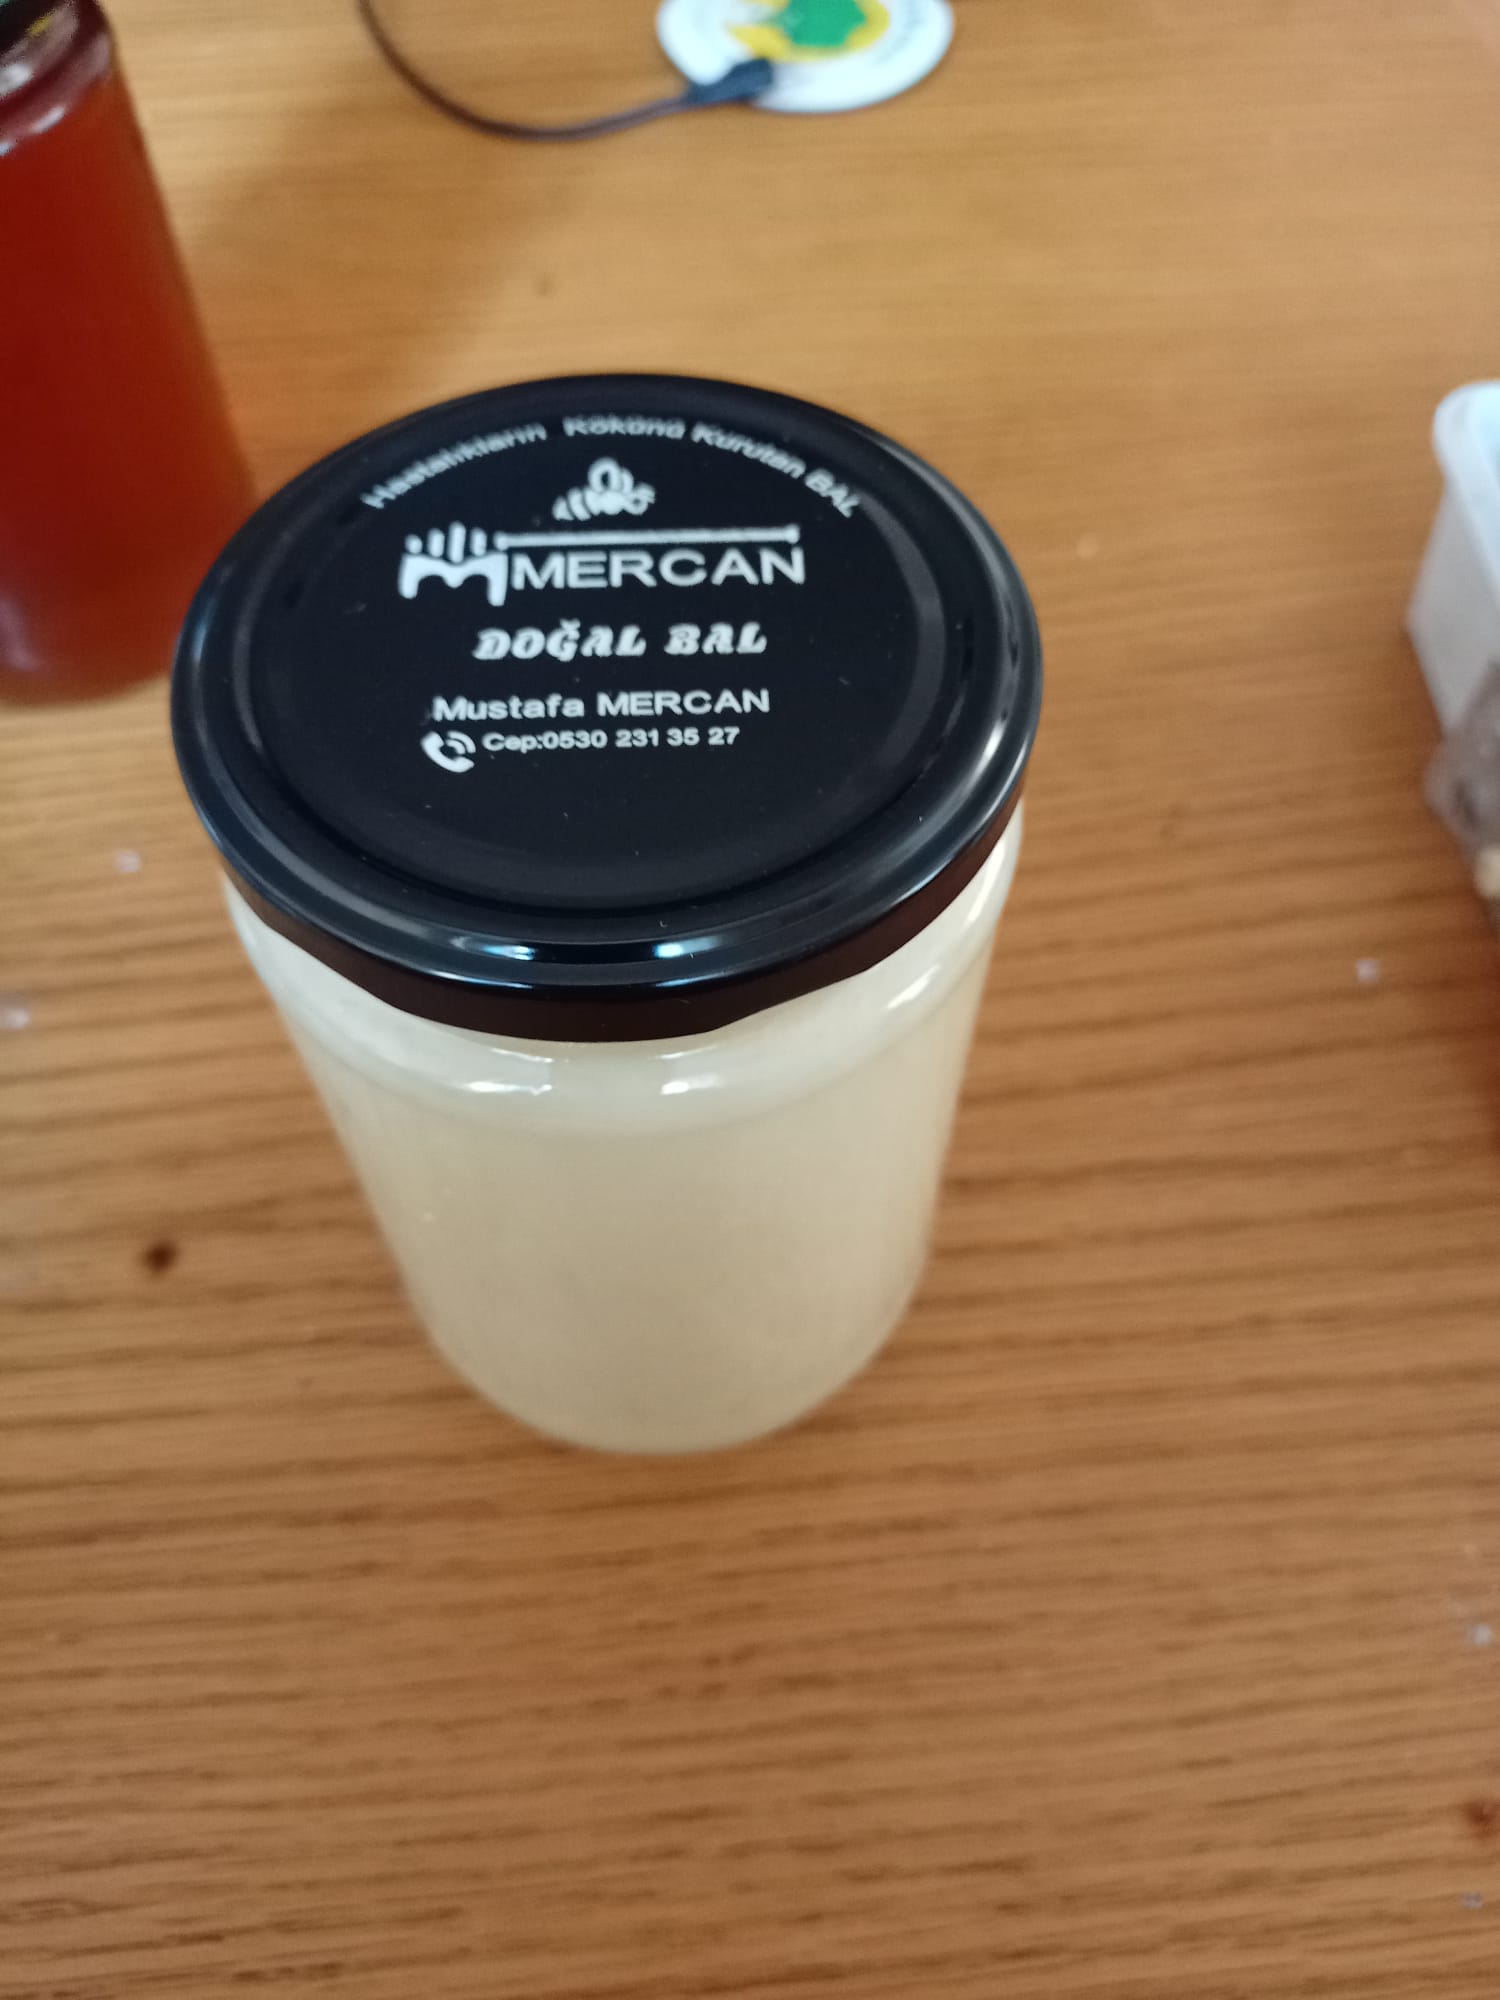 Hastalıkların Kökünü Kurutan BAL
MERCAN
DOĞAL BAL
Mustafa MERCAN
Cep:0530 231 35 27